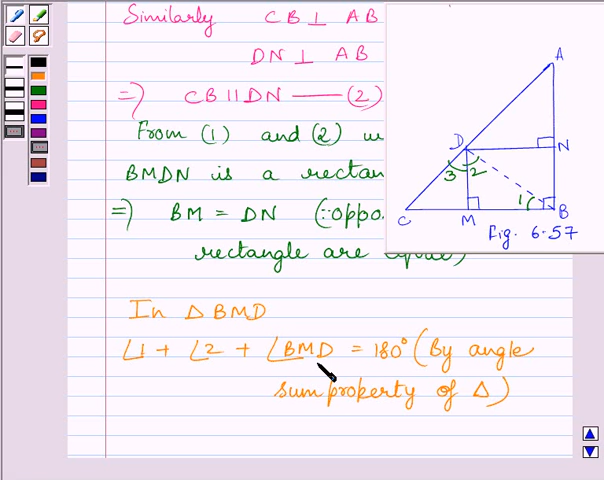 Similarly CB ⊥ AB
DN ⊥ AB
⇒ CB || DN —— (2)
From (1) and (2) w
BMDN is a rectan
⇒ BM = DN (∵ oppo
rectangle are equal)
In Δ BMD
∠1 + ∠2 + ∠BMD = 180° (By angle
sum property of Δ)
A
D
N
3
2
1
C
M
B
Fig. 6.57